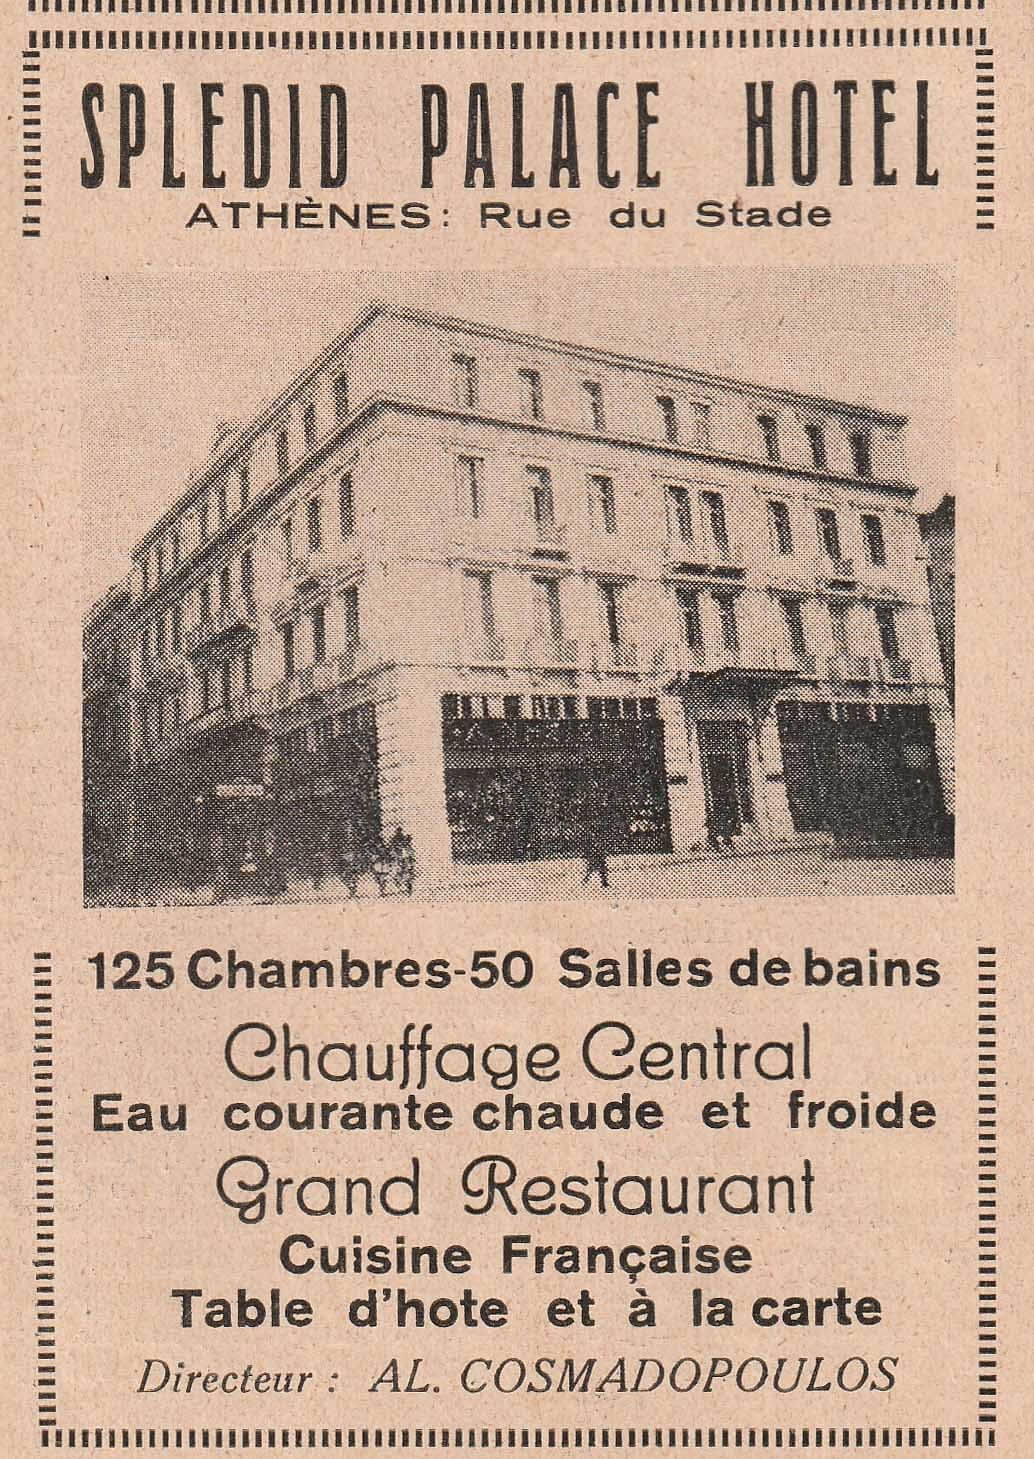 SPLEDID PALACE HOTEL
ATHÈNES: Rue du Stade
125 Chambres-50 Salles de bains
Chauffage Central
Eau courante chaude et froide
Grand Restaurant
Cuisine Française
Table d'hote et à la carte
Directeur : AL. COSMADOPOULOS